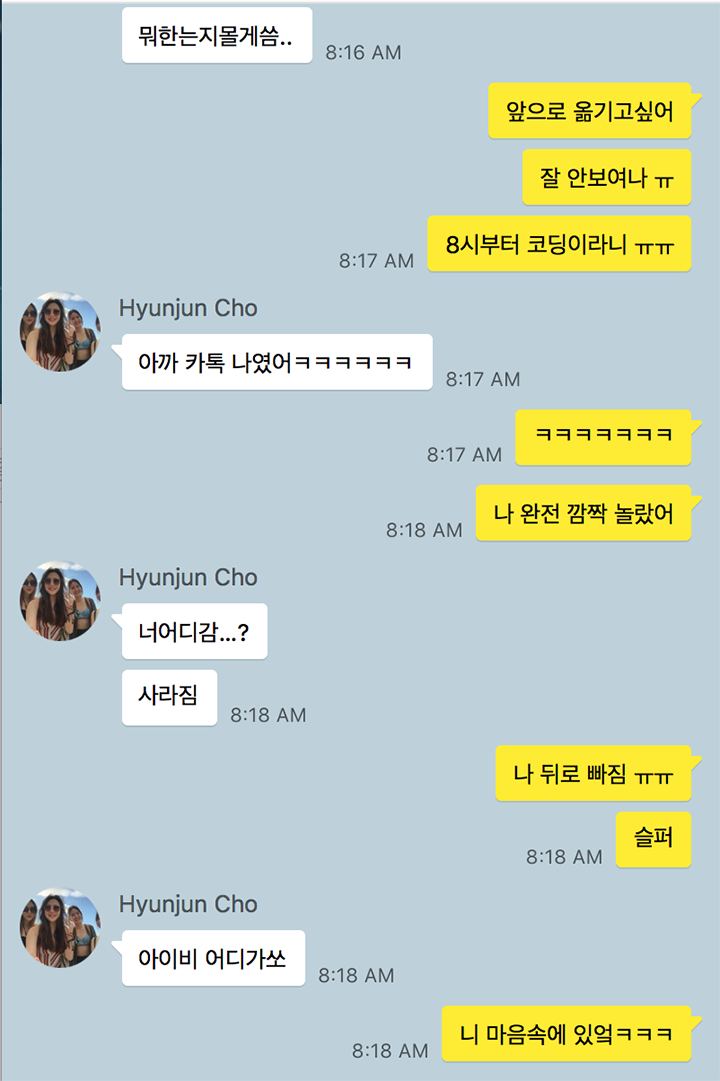 뭐한는지몰게씀..
8:16 AM
앞으로 옮기고싶어
잘 안보여나 ㅠ
8시부터 코딩이라니 ㅠㅠ
8:17 AM
Hyunjun Cho
아까 카톡 나였어ㅋㅋㅋㅋㅋㅋ
8:17 AM
ㅋㅋㅋㅋㅋㅋㅋ
8:17 AM
나 완전 깜짝 놀랐어
8:18 AM
Hyunjun Cho
너어디감...?
사라짐
8:18 AM
나 뒤로 빠짐 ㅠㅠ
슬퍼
8:18 AM
Hyunjun Cho
아이비 어디가쏘
8:18 AM
니 마음속에 있엌ㅋㅋㅋ
8:18 AM